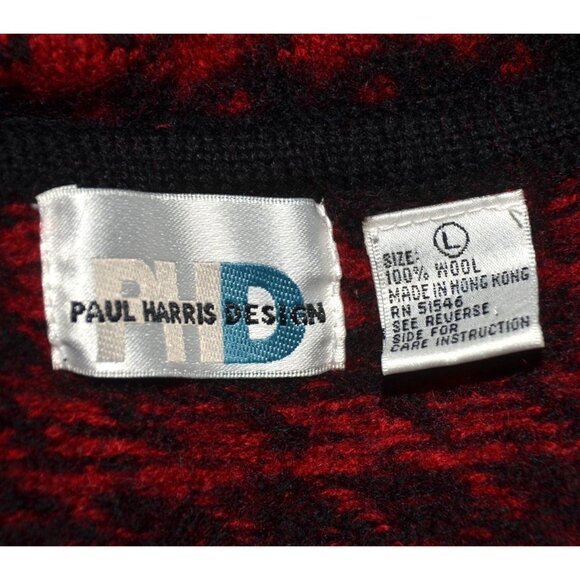 PHD
PAUL HARRIS DESIGN
SIZE: L
100% WOOL
MADE IN HONG KONG
RN 51546
SEE REVERSE
SIDE FOR
CARE INSTRUCTION